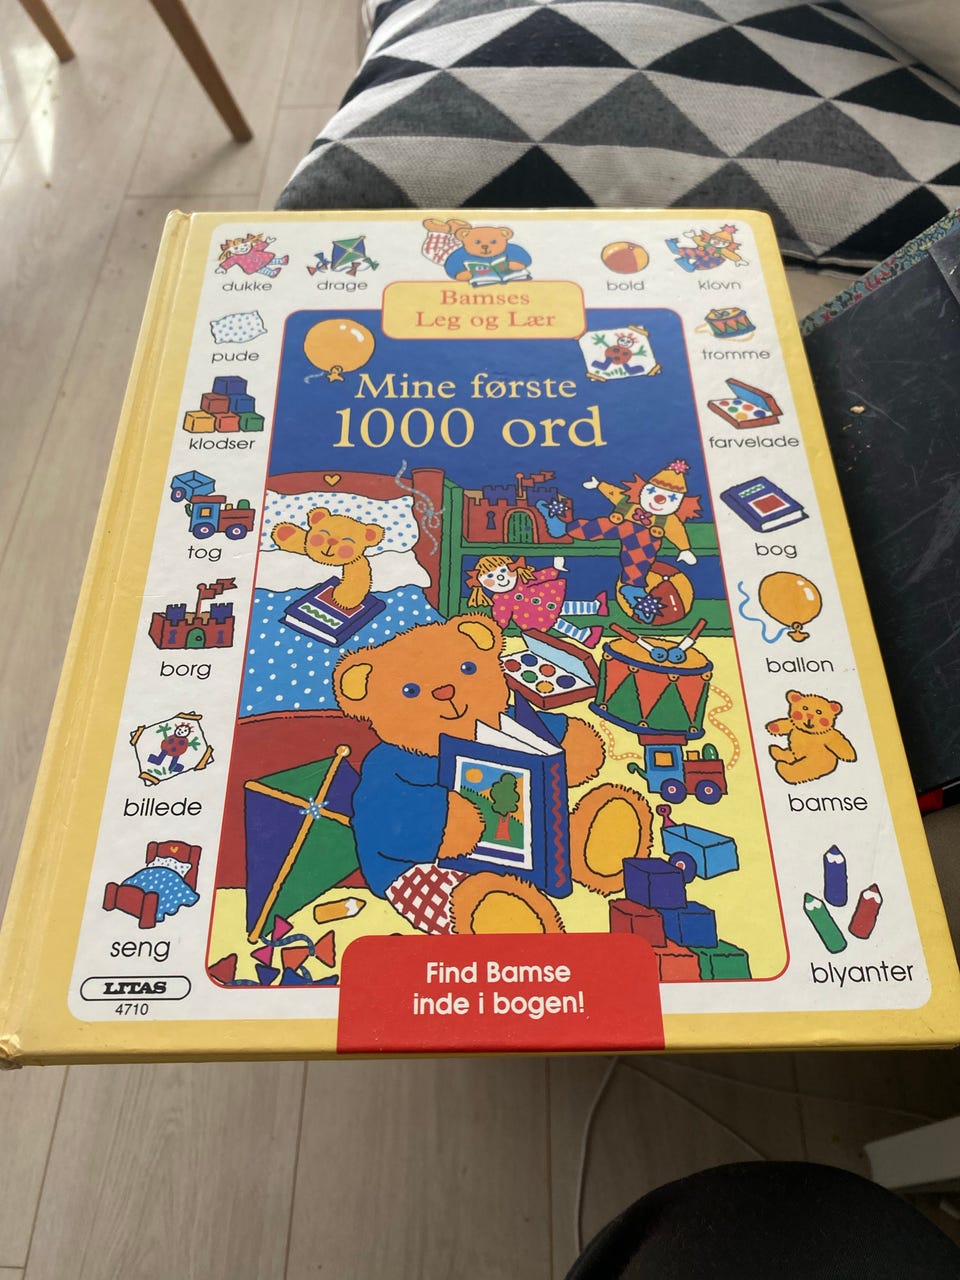 dukke
drage
bold
klovn
Bamses
Leg og Lær
pude
tromme
Mine første
1000 ord
klodser
farvelade
tog
bog
borg
ballon
billede
bamse
seng
blyanter
LITAS
4710
Find Bamse
inde i bogen!